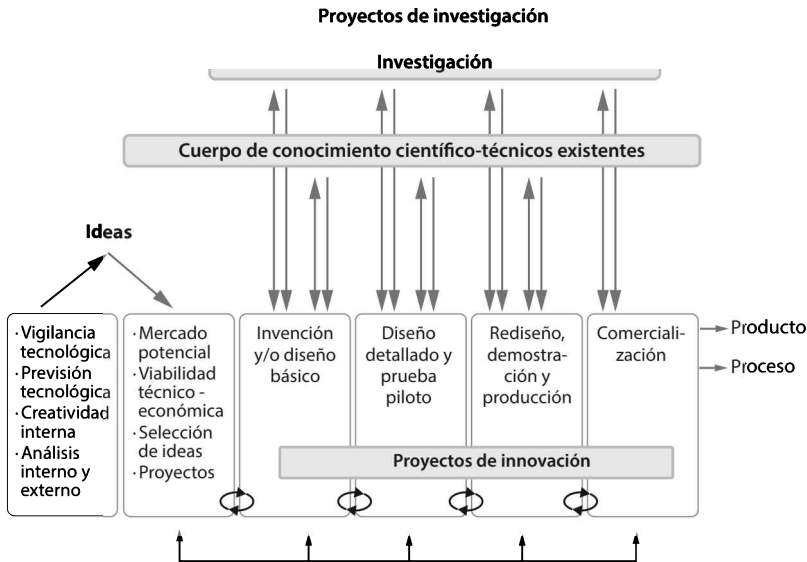 Proyectos de investigación
Investigación
Cuerpo de conocimiento científico-técnicos existentes
Ideas
· Vigilancia
tecnológica
· Previsión
tecnológica
· Creatividad
interna
· Análisis
interno y
externo
· Mercado
potencial
· Viabilidad
técnico -
económica
· Selección
de ideas
· Proyectos
Invención
y/o diseño
básico
Diseño
detallado y
prueba
piloto
Rediseño,
demostra-
ción y
producción
Comerciali-
zación
Producto
Proceso
Proyectos de innovación